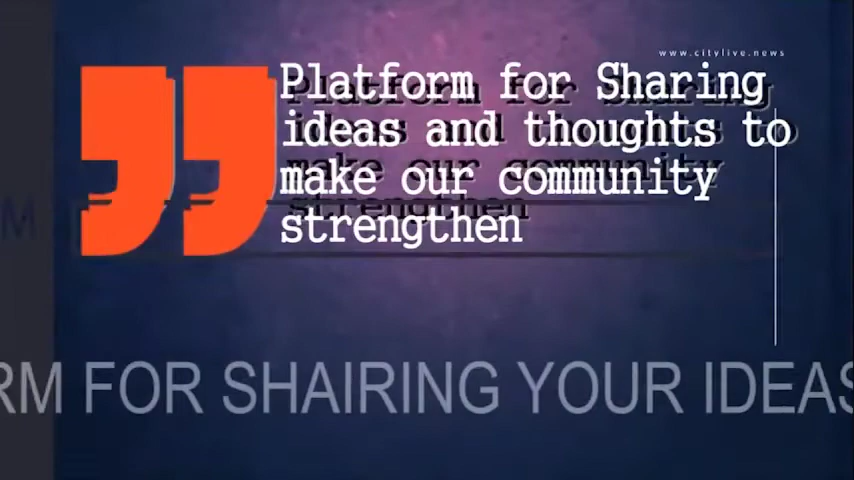 www.citylive.news
Platform for Sharing
ideas and thoughts to
make our community
strengthen
RM FOR SHAIRING YOUR IDEAS